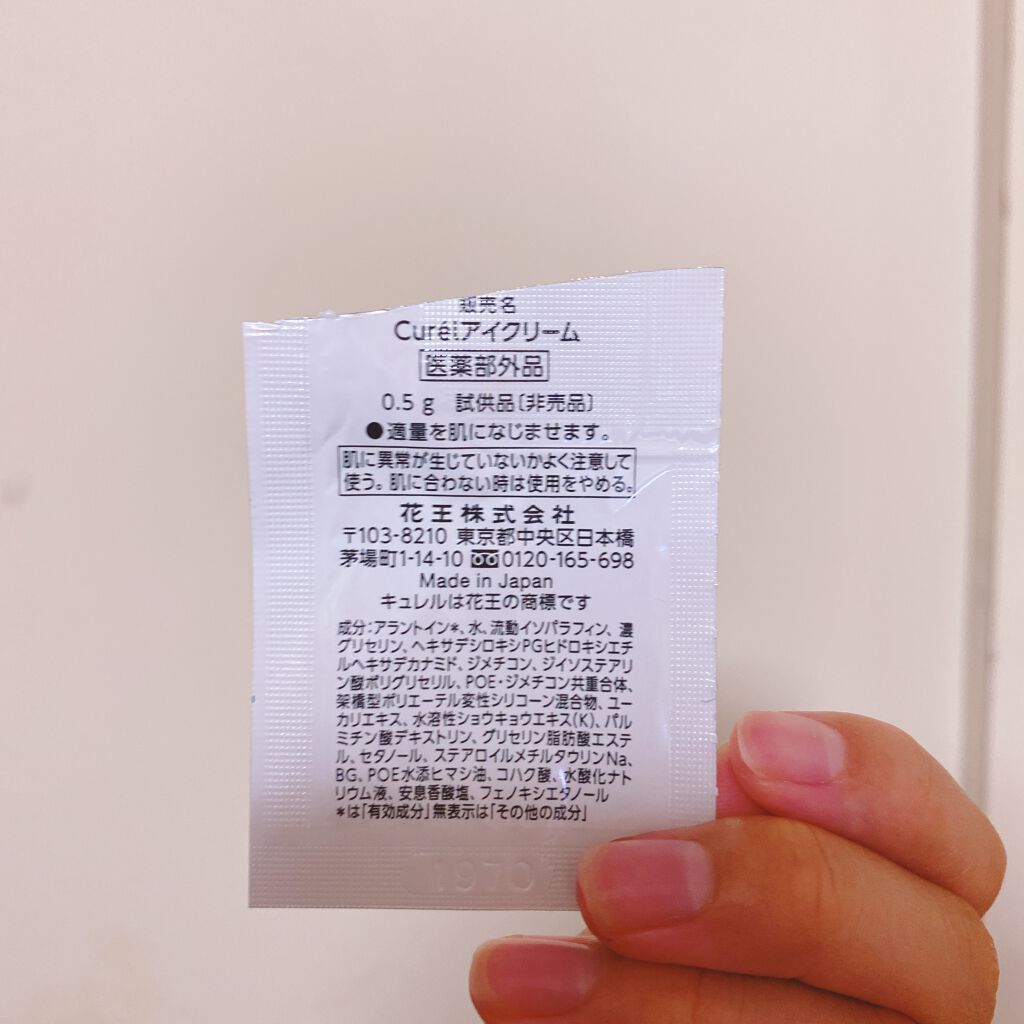 販売名
Curélアイクリーム
医薬部外品
0.5g 試供品〔非売品〕
●適量を肌になじませます。
肌に異常が生じていないかよく注意して
使う。肌に合わない時は使用をやめる。
花王株式会社
〒103-8210 東京都中央区日本橋
茅場町1-14-10 0120-165-698
Made in Japan
キュレルは花王の商標です
成分：アラントイン*、水、流動イソパラフィン、濃
グリセリン、ヘキサデシロキシPGヒドロキシエチ
ルヘキサデカナミド、ジメチコン、ジイソステアリ
ン酸ポリグリセリル、POE・ジメチコン共重合体、
架橋型ポリエーテル変性シリコーン混合物、ユー
カリエキス、水溶性ショウキョウエキス(K)、パル
ミチン酸デキストリン、グリセリン脂肪酸エステ
ル、セタノール、ステアロイルメチルタウリンNa、
BG、POE水添ヒマシ油、コハク酸、水酸化ナト
リウム液、安息香酸塩、フェノキシエタノール
*は「有効成分」無表示は「その他の成分」
1970